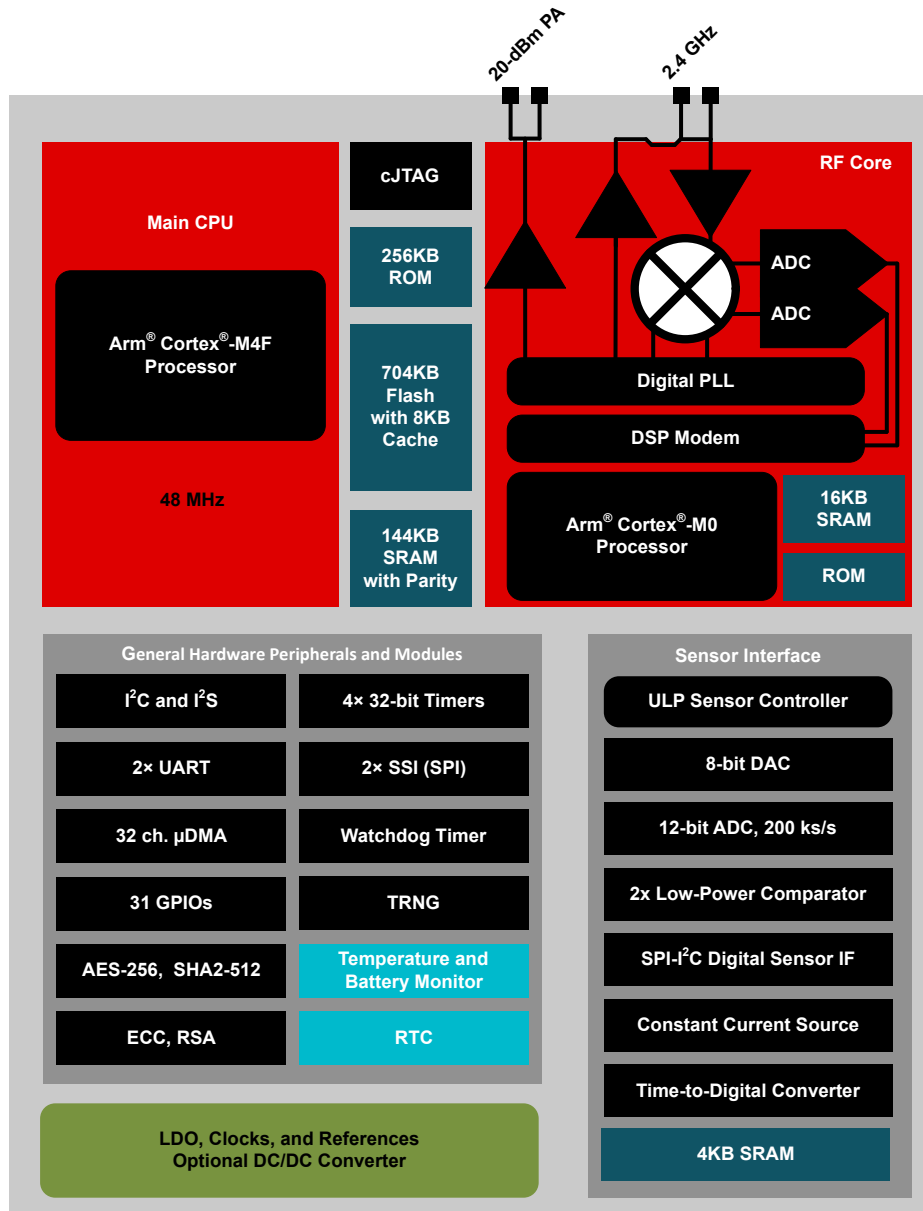 20-dBm PA
2.4 GHz
Main CPU
Arm® Cortex®-M4F
Processor
48 MHz
cJTAG
256KB
ROM
704KB
Flash
with 8KB
Cache
144KB
SRAM
with Parity
RF Core
ADC
ADC
Digital PLL
DSP Modem
Arm® Cortex®-M0
Processor
16KB
SRAM
ROM
General Hardware Peripherals and Modules
I²C and I²S
4× 32-bit Timers
2× UART
2× SSI (SPI)
32 ch. µDMA
Watchdog Timer
31 GPIOs
TRNG
AES-256, SHA2-512
Temperature and
Battery Monitor
ECC, RSA
RTC
LDO, Clocks, and References
Optional DC/DC Converter
Sensor Interface
ULP Sensor Controller
8-bit DAC
12-bit ADC, 200 ks/s
2x Low-Power Comparator
SPI-I²C Digital Sensor IF
Constant Current Source
Time-to-Digital Converter
4KB SRAM